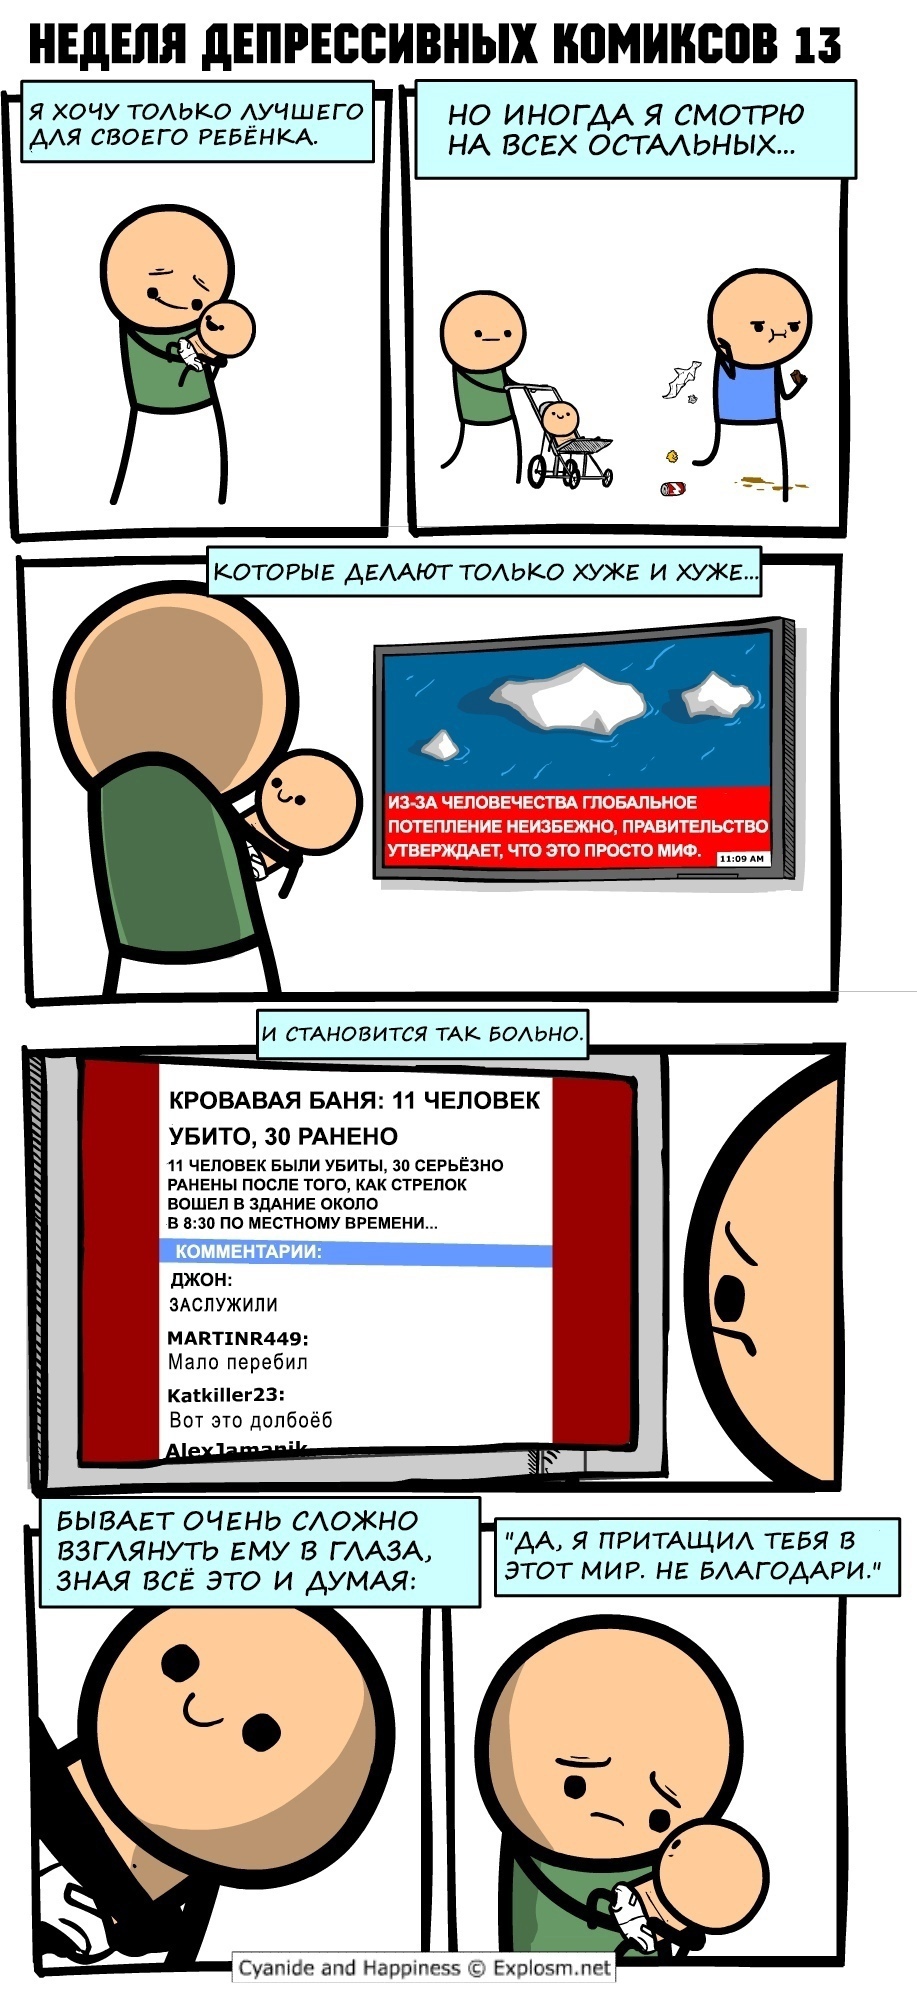 НЕДЕЛЯ ДЕПРЕССИВНЫХ КОМИКСОВ 13
Я ХОЧУ ТОЛЬКО ЛУЧШЕГО
ДЛЯ СВОЕГО РЕБЁНКА.
НО ИНОГДА Я СМОТРЮ
НА ВСЕХ ОСТАЛЬНЫХ...
КОТОРЫЕ ДЕЛАЮТ ТОЛЬКО ХУЖЕ И ХУЖЕ...
ИЗ-ЗА ЧЕЛОВЕЧЕСТВА ГЛОБАЛЬНОЕ
ПОТЕПЛЕНИЕ НЕИЗБЕЖНО, ПРАВИТЕЛЬСТВО
УТВЕРЖДАЕТ, ЧТО ЭТО ПРОСТО МИФ.
11:09 AM
И СТАНОВИТСЯ ТАК БОЛЬНО.
КРОВАВАЯ БАНЯ: 11 ЧЕЛОВЕК
УБИТО, 30 РАНЕНО
11 ЧЕЛОВЕК БЫЛИ УБИТЫ, 30 СЕРЬЁЗНО
РАНЕНЫ ПОСЛЕ ТОГО, КАК СТРЕЛОК
ВОШЕЛ В ЗДАНИЕ ОКОЛО
В 8:30 ПО МЕСТНОМУ ВРЕМЕНИ...
КОММЕНТАРИИ:
ДЖОН:
ЗАСЛУЖИЛИ
MARTINR449:
Мало перебил
Katkiller23:
Вот это долбоёб
AlexJamanik
БЫВАЕТ ОЧЕНЬ СЛОЖНО
ВЗГЛЯНУТЬ ЕМУ В ГЛАЗА,
ЗНАЯ ВСЁ ЭТО И ДУМАЯ:
"ДА, Я ПРИТАЩИЛ ТЕБЯ В
ЭТОТ МИР. НЕ БЛАГОДАРИ."
Cyanide and Happiness © Explosm.net